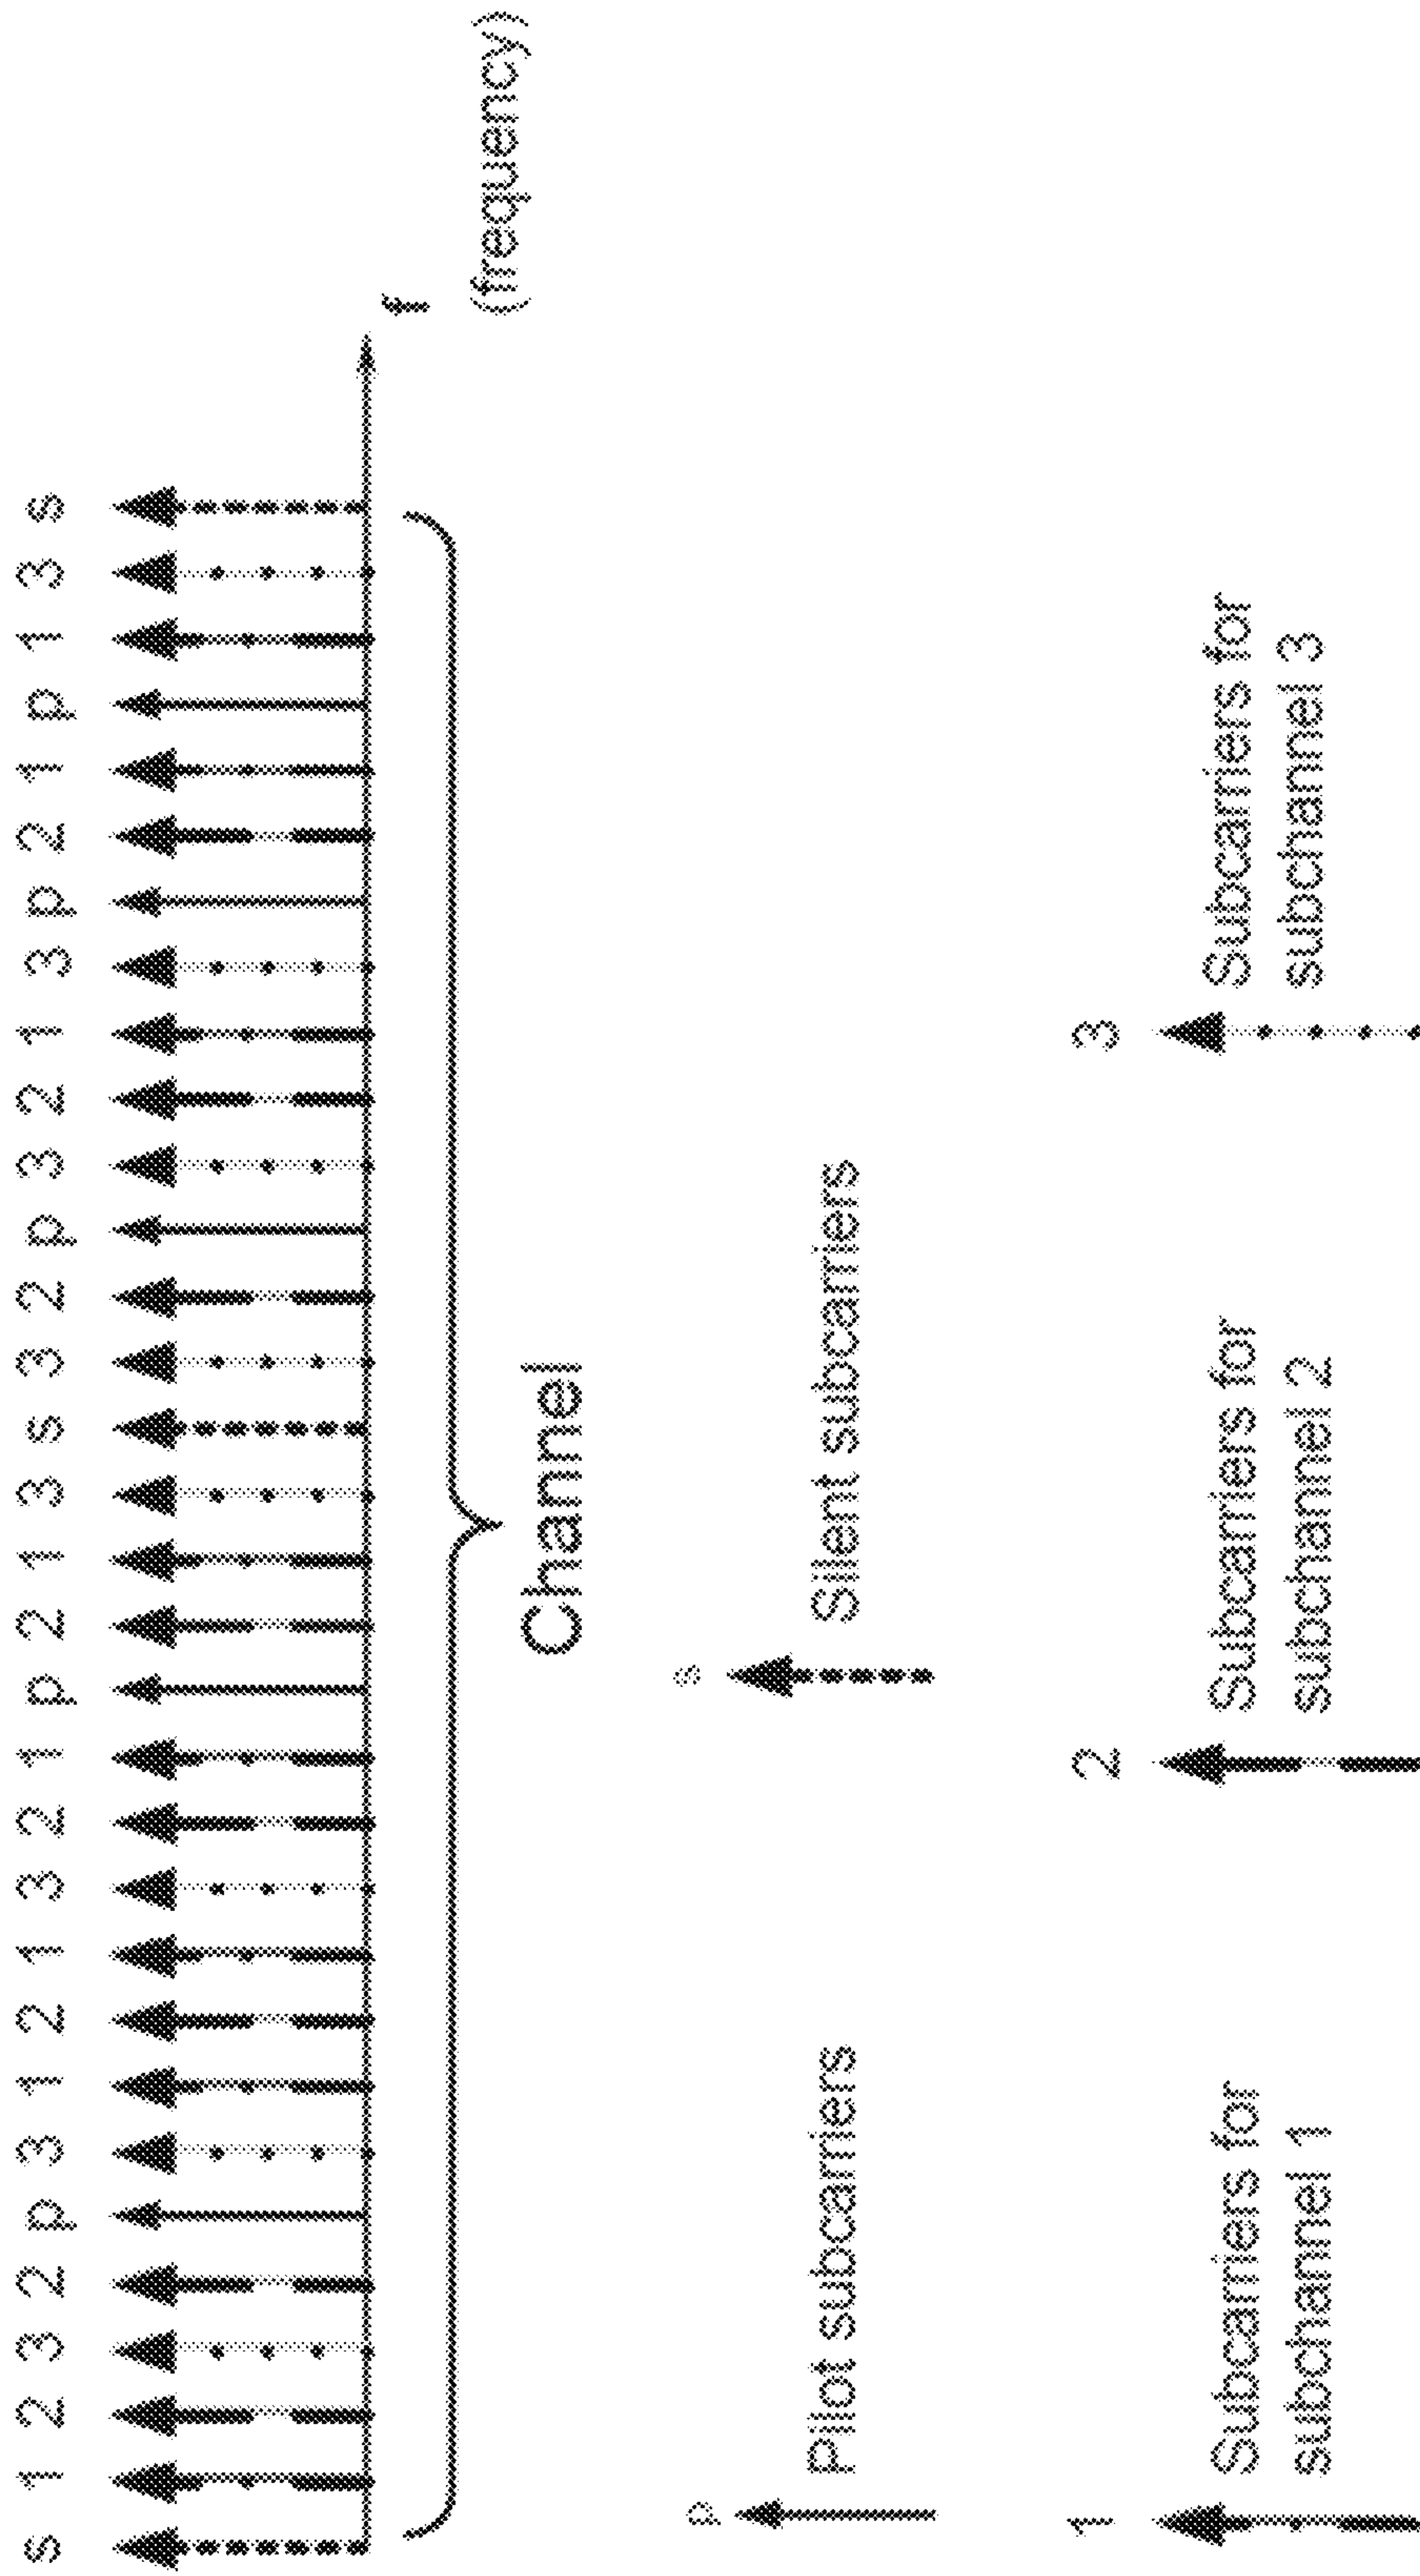 s 1 2 3 2 p 3 1 2 1 3 2 1 p 2 1 3 s 3 2 p 3 2 1 3 p 2 1 p 1 3 s
f
(frequency)
Channel
p
Pilot subcarriers
s
Silent subcarriers
1
Subcarriers for
subchannel 1
2
Subcarriers for
subchannel 2
3
Subcarriers for
subchannel 3